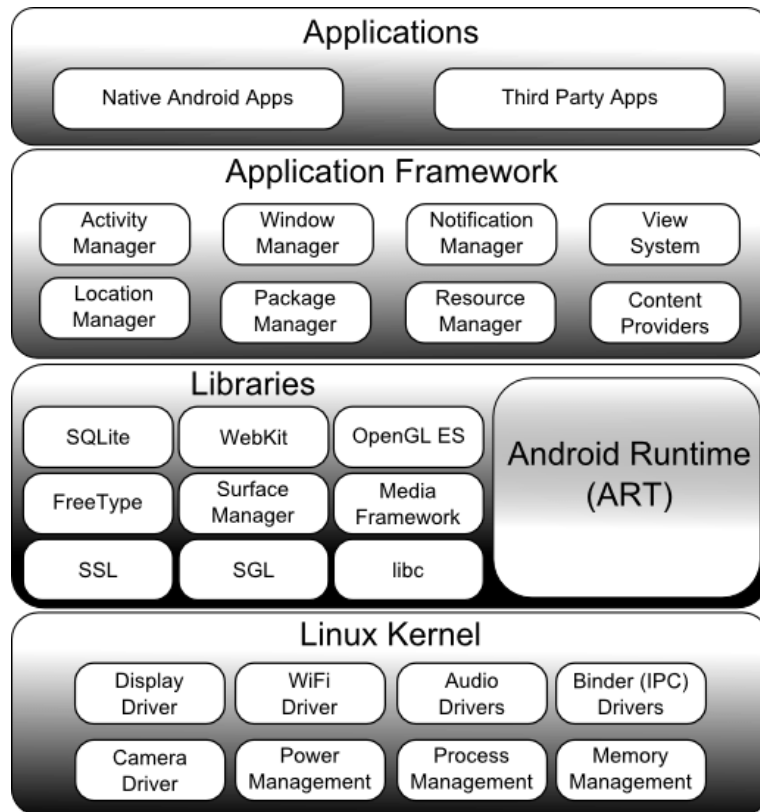 Applications
Native Android Apps
Third Party Apps
Application Framework
Activity
Manager
Window
Manager
Notification
Manager
View
System
Location
Manager
Package
Manager
Resource
Manager
Content
Providers
Libraries
SQLite
WebKit
OpenGL ES
FreeType
Surface
Manager
Media
Framework
SSL
SGL
libc
Android Runtime
(ART)
Linux Kernel
Display
Driver
WiFi
Driver
Audio
Drivers
Binder (IPC)
Drivers
Camera
Driver
Power
Management
Process
Management
Memory
Management